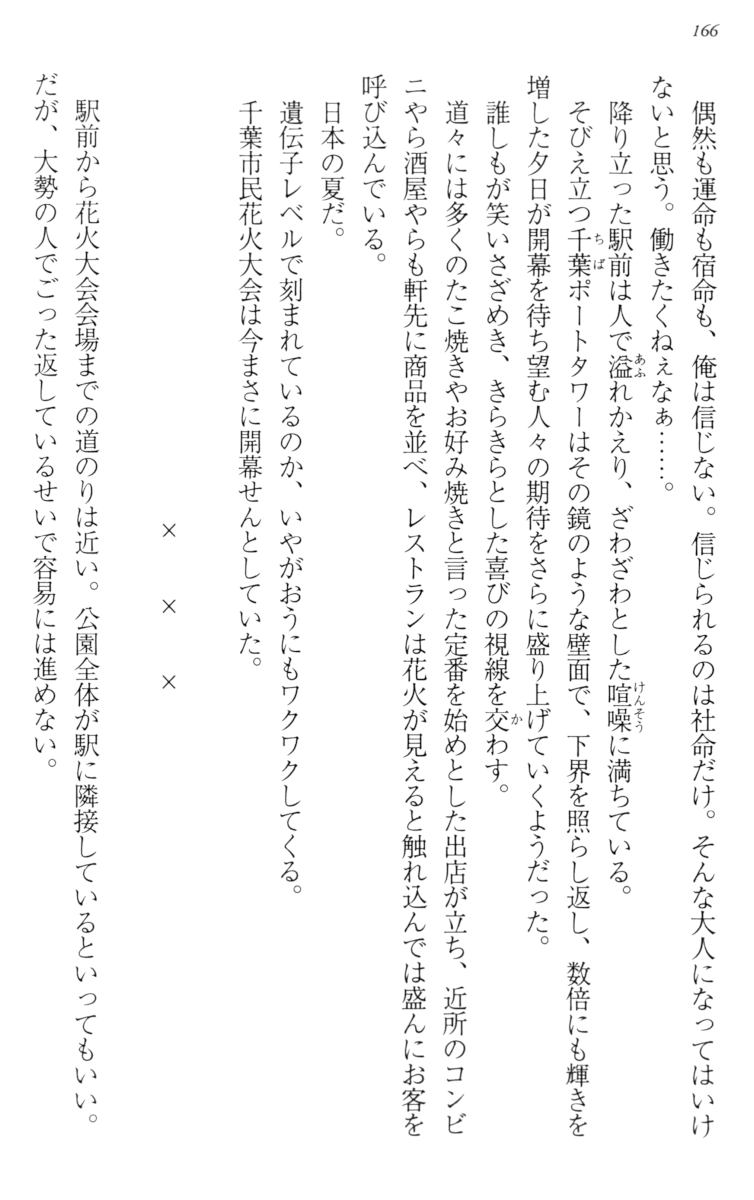 166
偶然も運命も宿命も、俺は信じない。信じられるのは社命だけ。そんな大人になってはいけ
ないと思う。働きたくねぇなぁ……。
降り立った駅前は人で溢れかえり、ざわざわとした喧噪に満ちている。
そびえ立つ千葉ポートタワーはその鏡のような壁面で、下界を照らし返し、数倍にも輝きを
増した夕日が開幕を待ち望む人々の期待をさらに盛り上げていくようだった。
誰しもが笑いさざめき、きらきらとした喜びの視線を交わす。
道々には多くのたこ焼きやお好み焼きと言った定番を始めとした出店が立ち、近所のコンビ
ニやら酒屋やらも軒先に商品を並べ、レストランは花火が見えると触れ込んでは盛んにお客を
呼び込んでいる。
日本の夏だ。
遺伝子レベルで刻まれているのか、いやがおうにもワクワクしてくる。
千葉市民花火大会は今まさに開幕せんとしていた。
× × ×
駅前から花火大会会場までの道のりは近い。公園全体が駅に隣接しているといってもいい。
だが、大勢の人でごった返しているせいで容易には進めない。